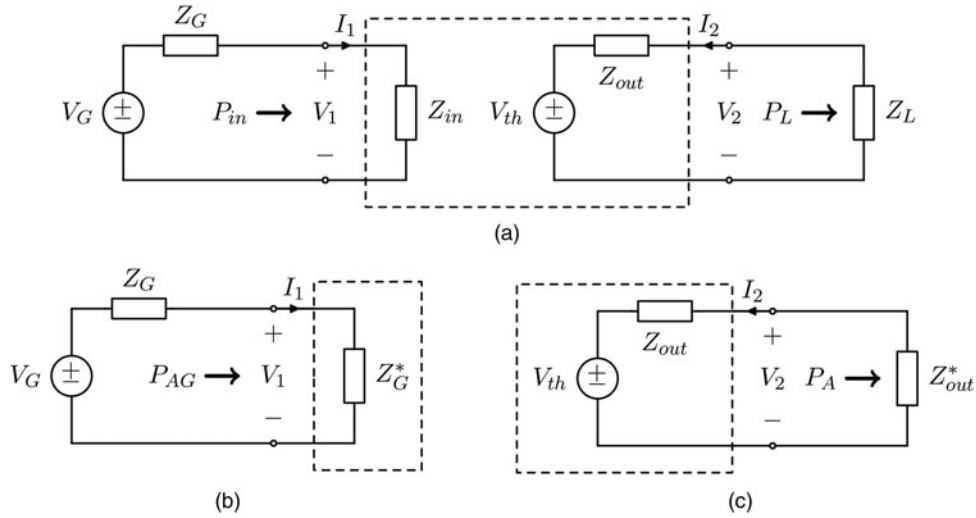 Z_G I_1 I_2
Z_out
V_G ± P_in → V_1 Z_in V_th ± V_2 P_L → Z_L
+ − + −
(a)
Z_G I_1 I_2
Z_out
V_G ± P_AG → V_1 Z_G^* V_th ± V_2 P_A → Z_out^*
+ − + −
(b) (c)